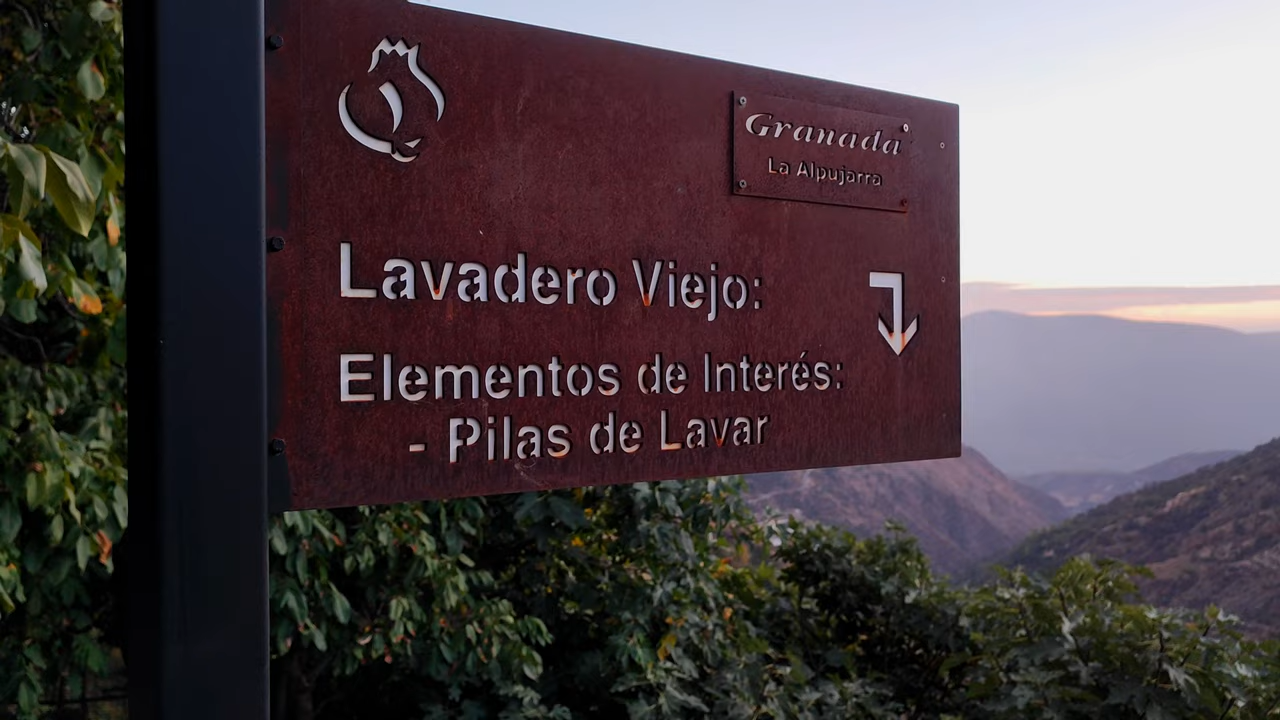 Granada
La Alpujarra
Lavadero Viejo:
Elementos de Interés:
- Pilas de Lavar